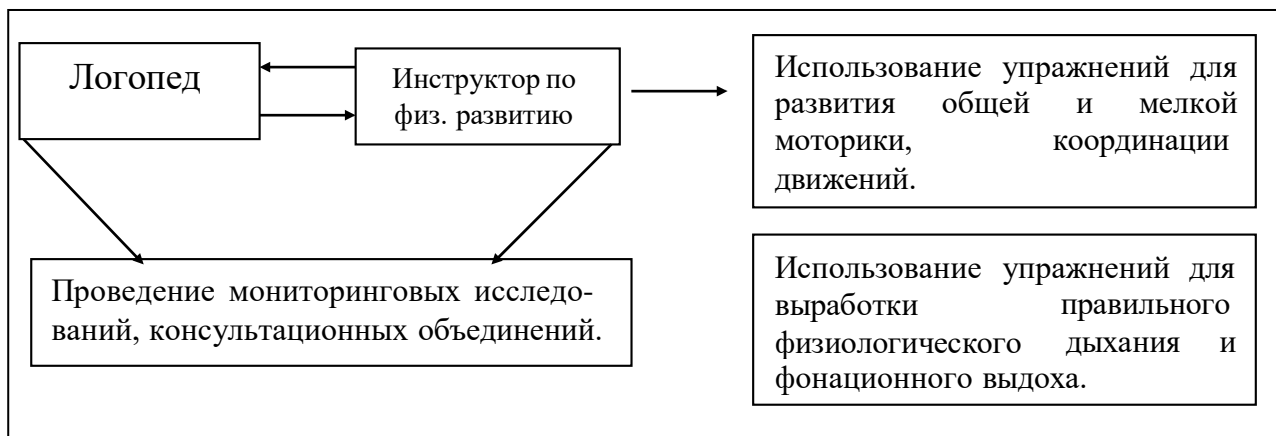 Логопед
Инструктор по
физ. развитию
Использование упражнений для
развития общей и мелкой
моторики, координации
движений.
Проведение мониторинговых исследо-
ваний, консультационных объединений.
Использование упражнений для
выработки правильного
физиологического дыхания и
фонационного выдоха.